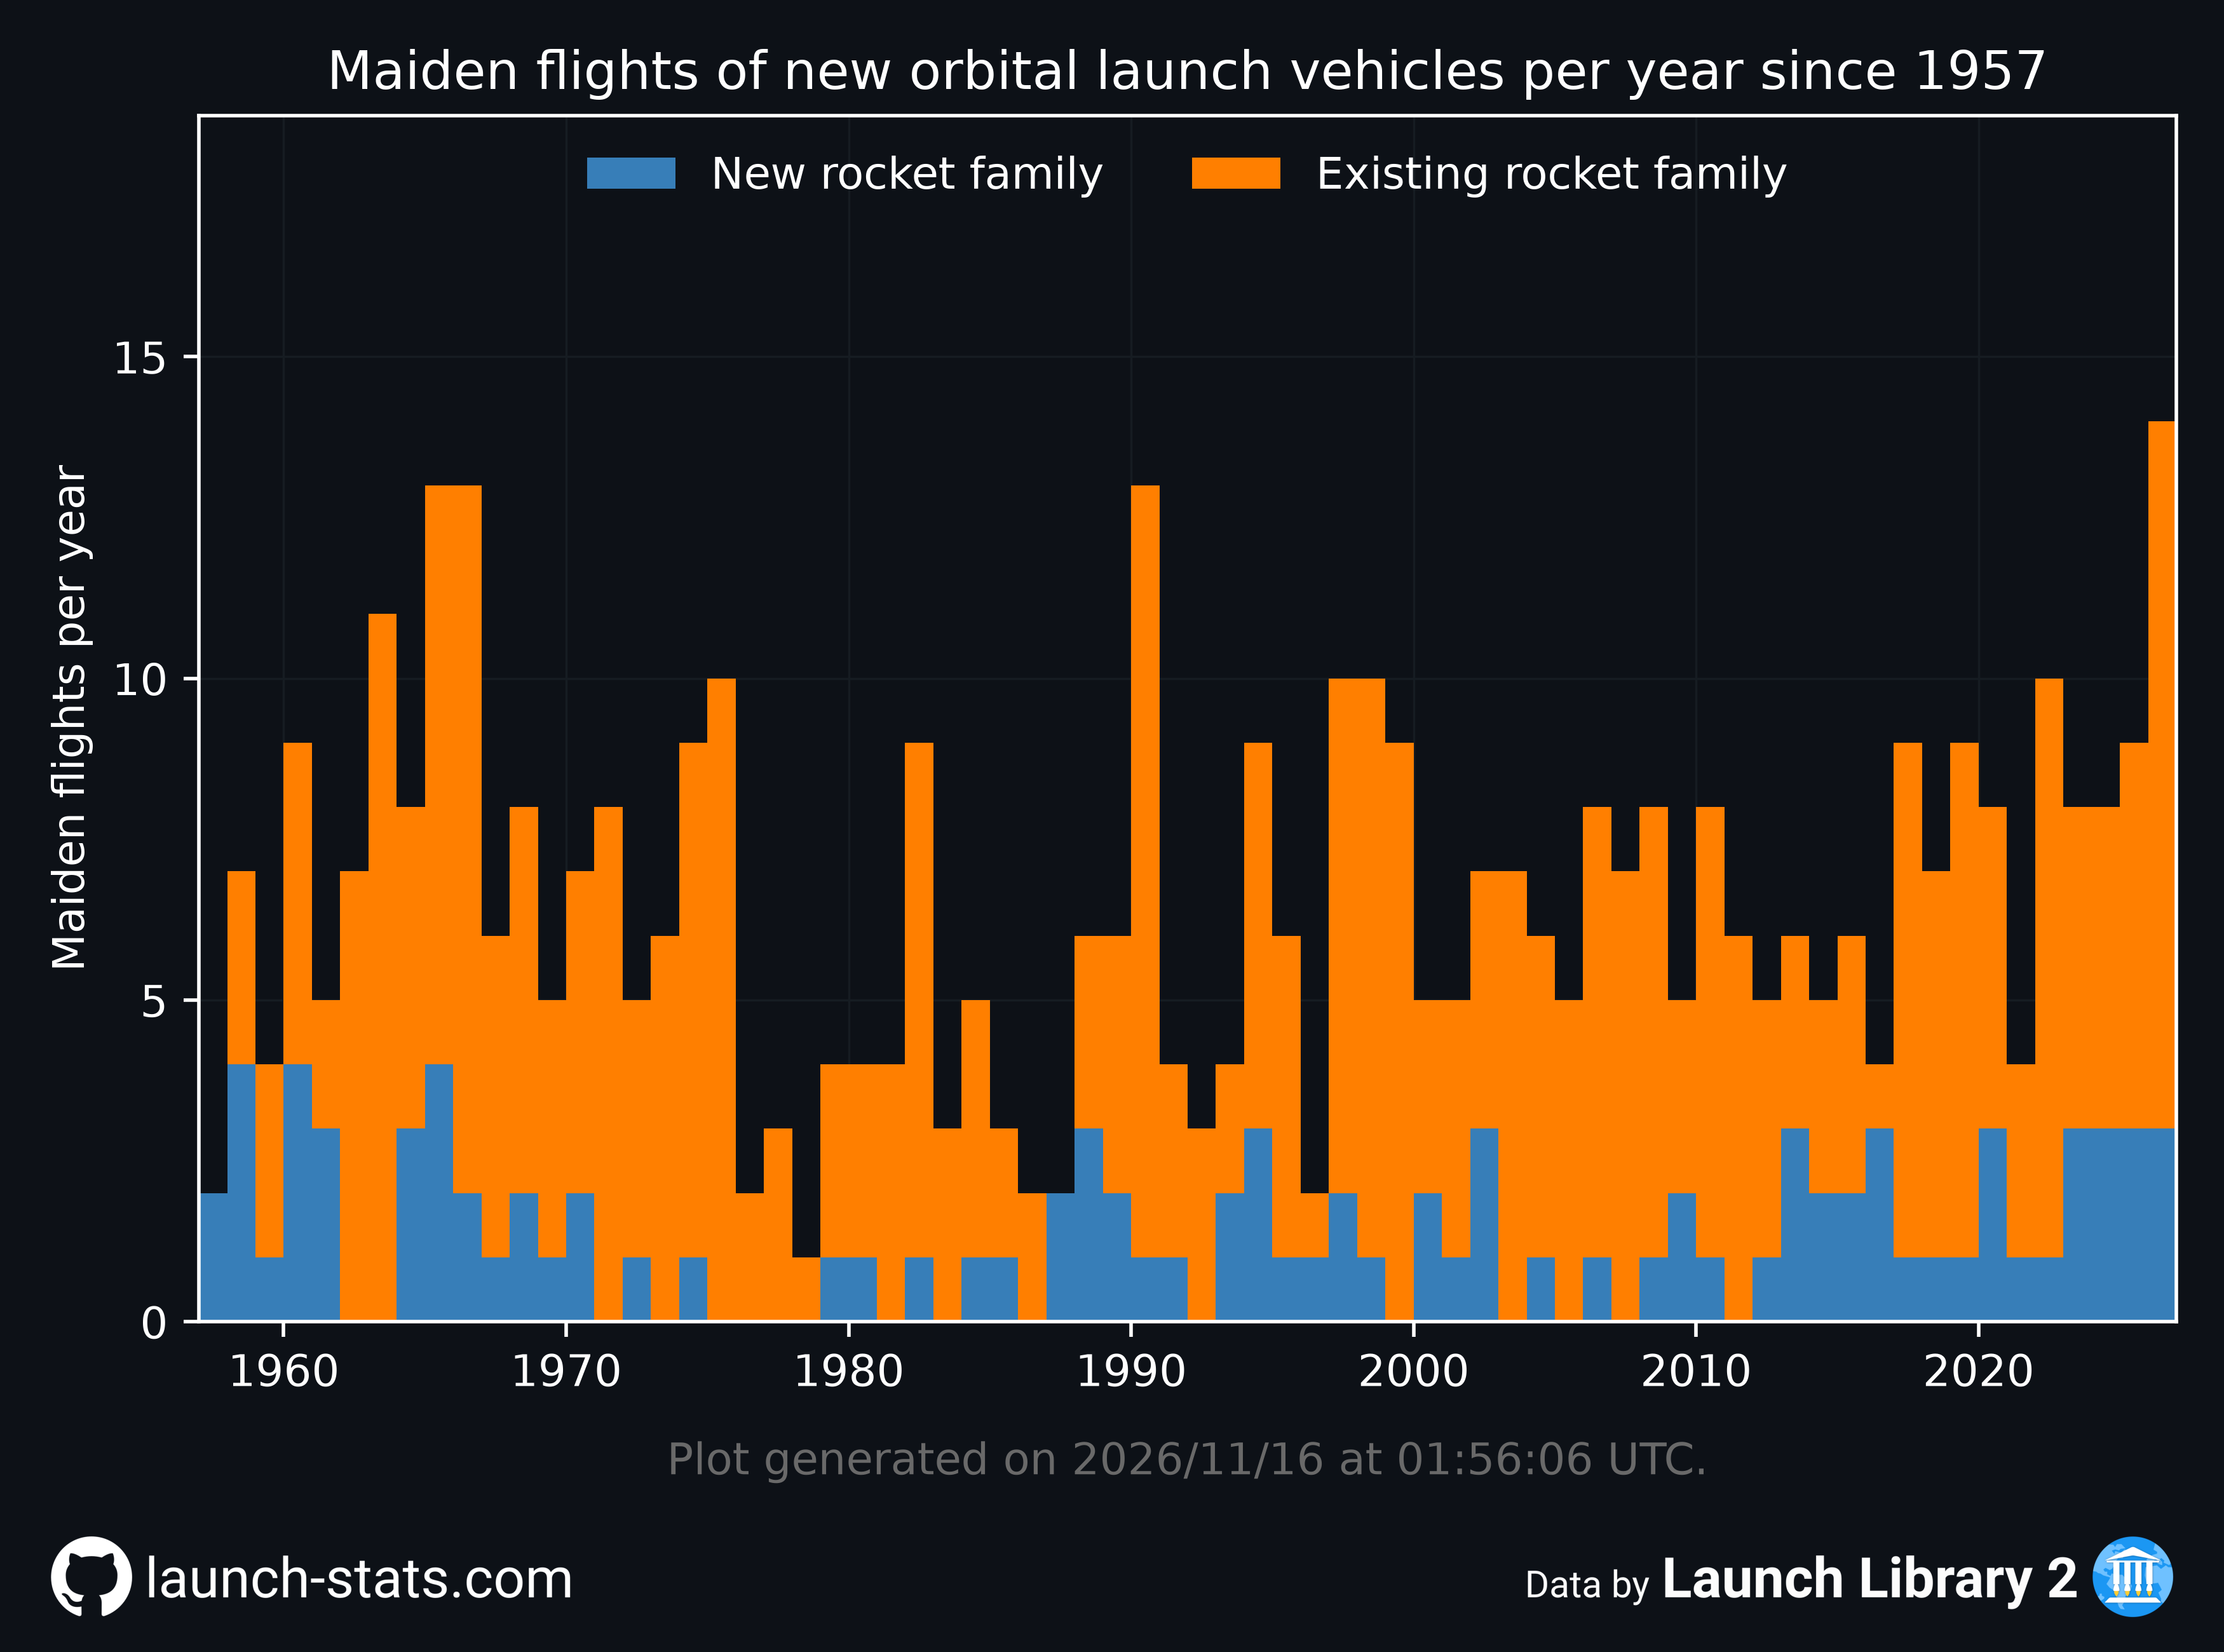 Maiden flights of new orbital launch vehicles per year since 1957
New rocket family
Existing rocket family
Maiden flights per year
15
10
5
0
1960
1970
1980
1990
2000
2010
2020
Plot generated on 2026/11/16 at 01:56:06 UTC.
launch-stats.com
Data by Launch Library 2